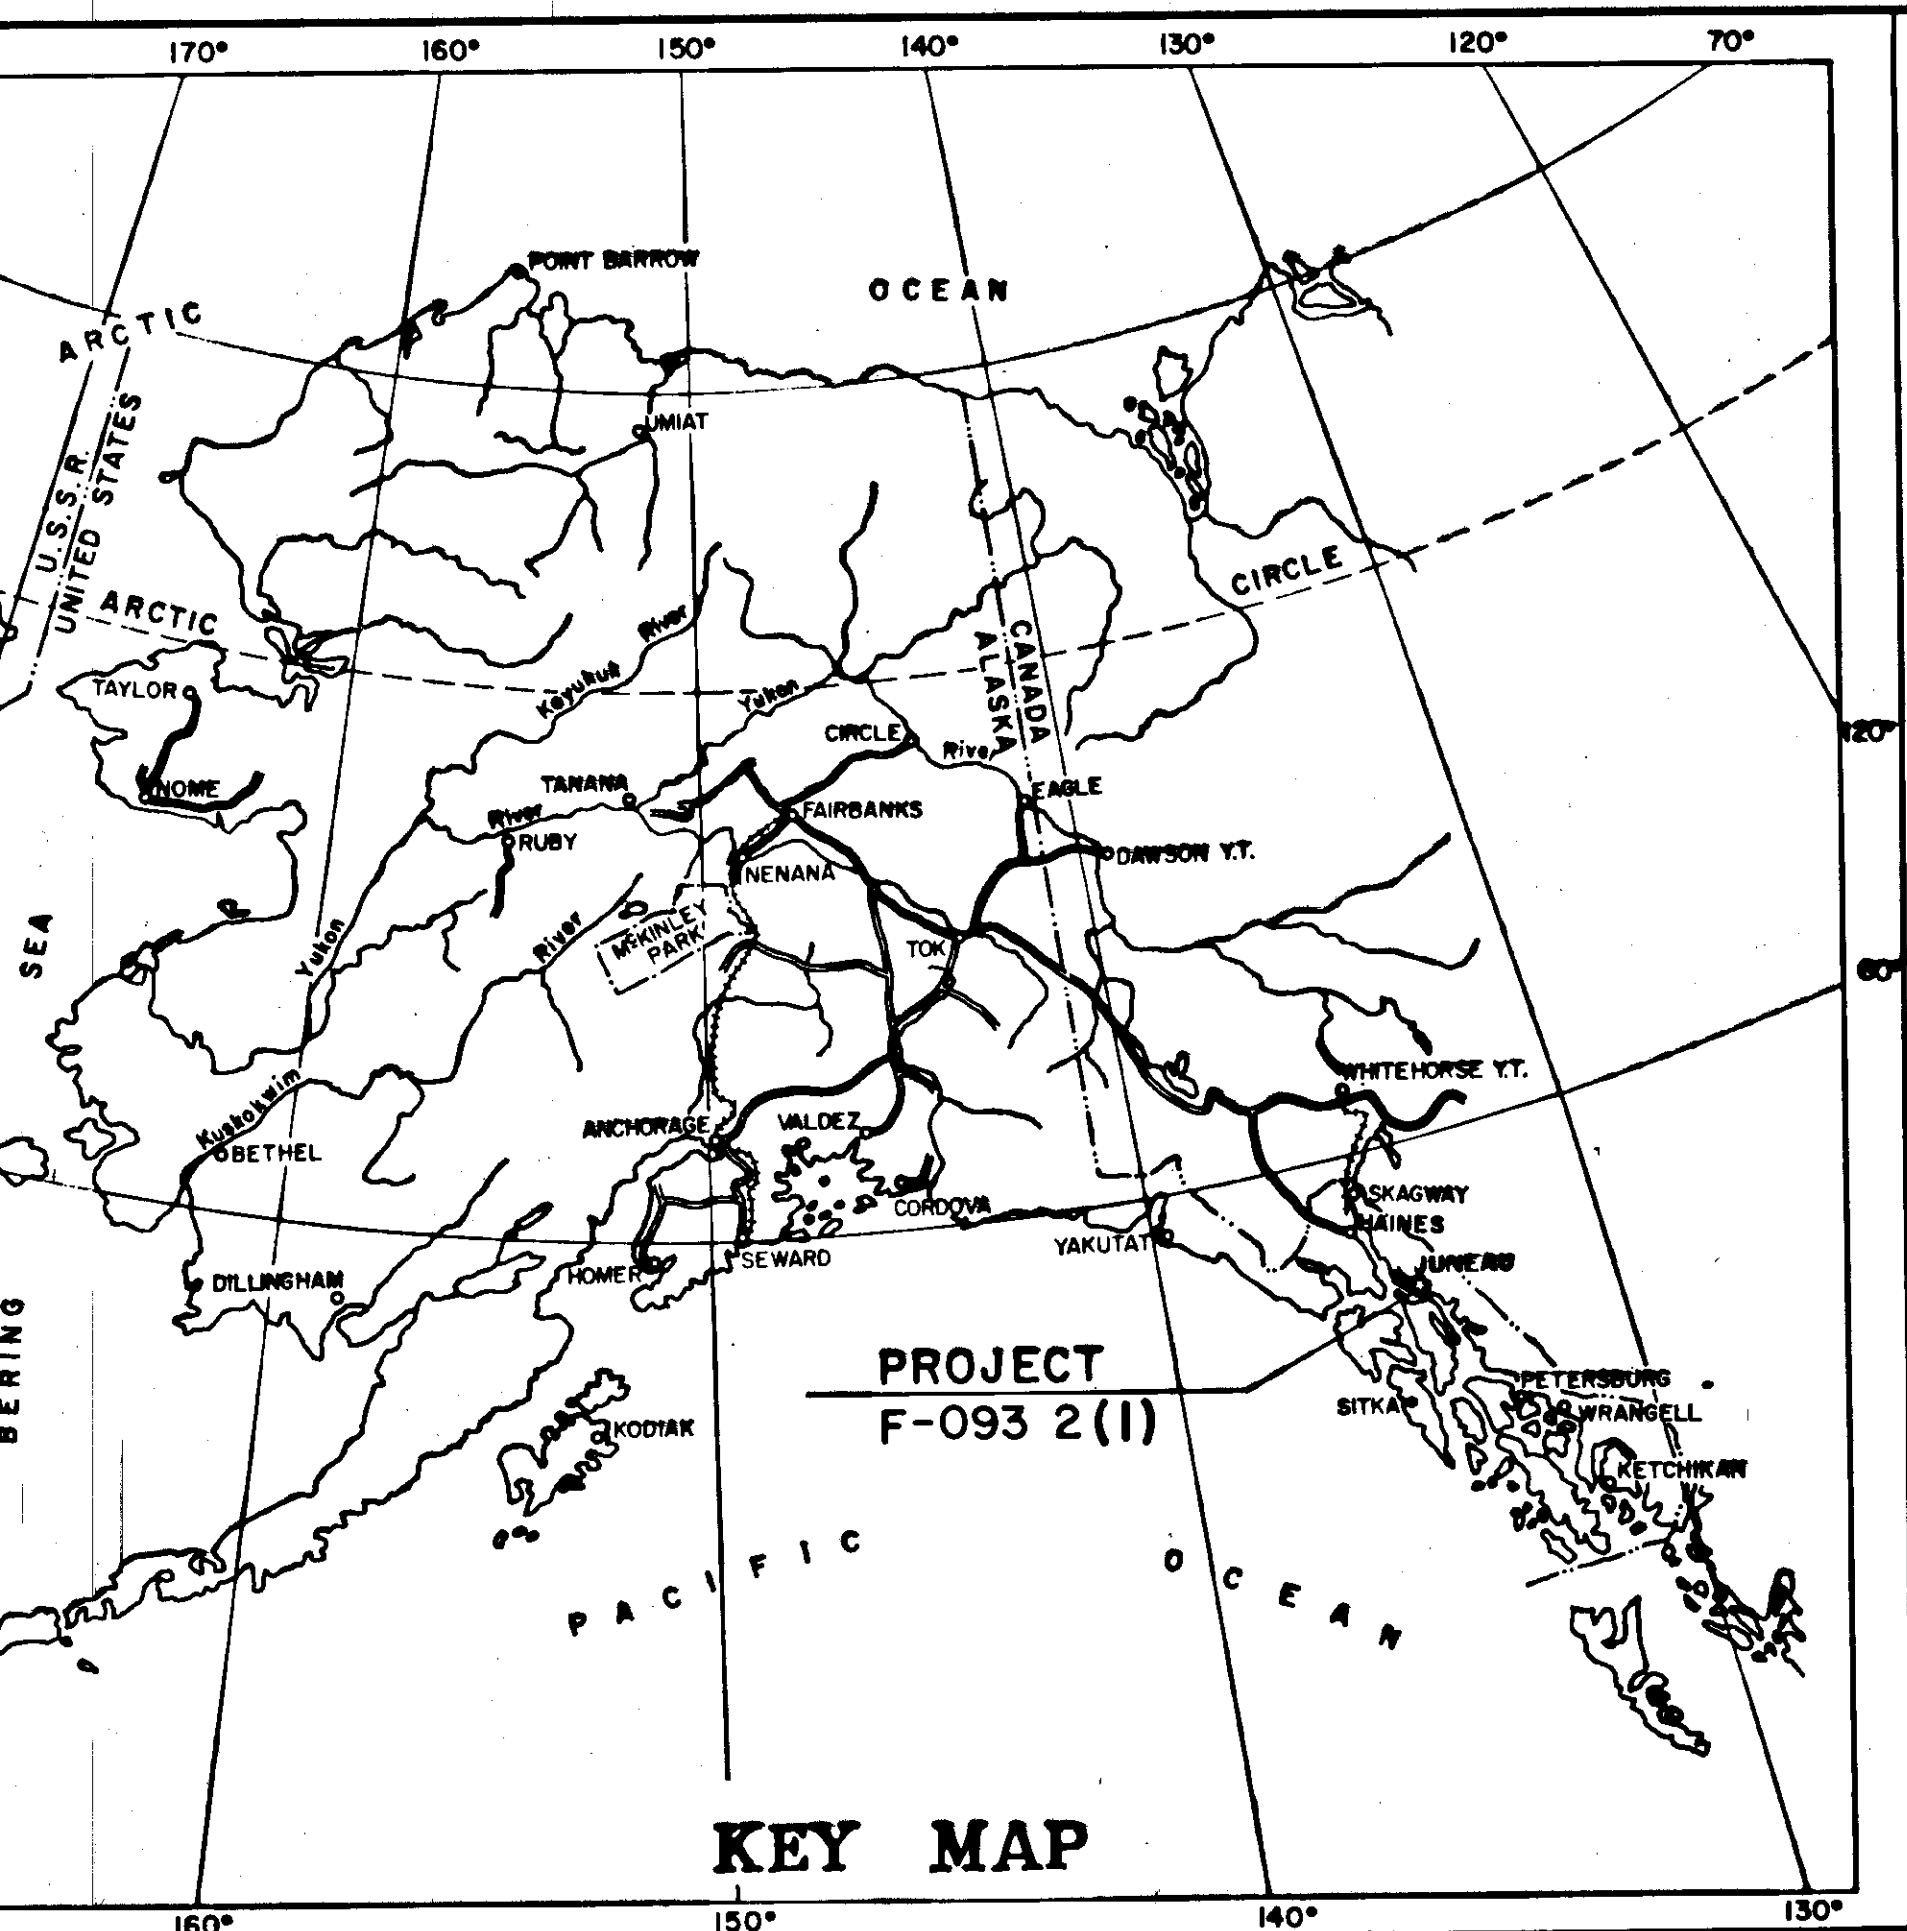 170° 160° 150° 140° 130° 120° 70°
POINT BARROW
OCEAN
ARCTIC
UMIAT
U.S.S.R.
UNITED STATES
ARCTIC
CIRCLE
River
Koyukuk
Yukon
CANADA
ALASKA
TAYLOR
CIRCLE
River
120°
NOME
TANANA
EAGLE
River
FAIRBANKS
RUBY
DAWSON Y.T.
NENANA
SEA
Yukon
River
McKINLEY
PARK
TOK
60°
WHITEHORSE Y.T.
Kuskokwim
ANCHORAGE
VALDEZ
BETHEL
SKAGWAY
CORDOVA
HAINES
YAKUTAT
SEWARD
JUNEAU
HOMER
DILLINGHAM
BERING
PROJECT
F-093 2(1)
PETERSBURG
SITKA
WRANGELL
KODIAK
KETCHIKAN
PACIFIC OCEAN
KEY MAP
160° 150° 140° 130°